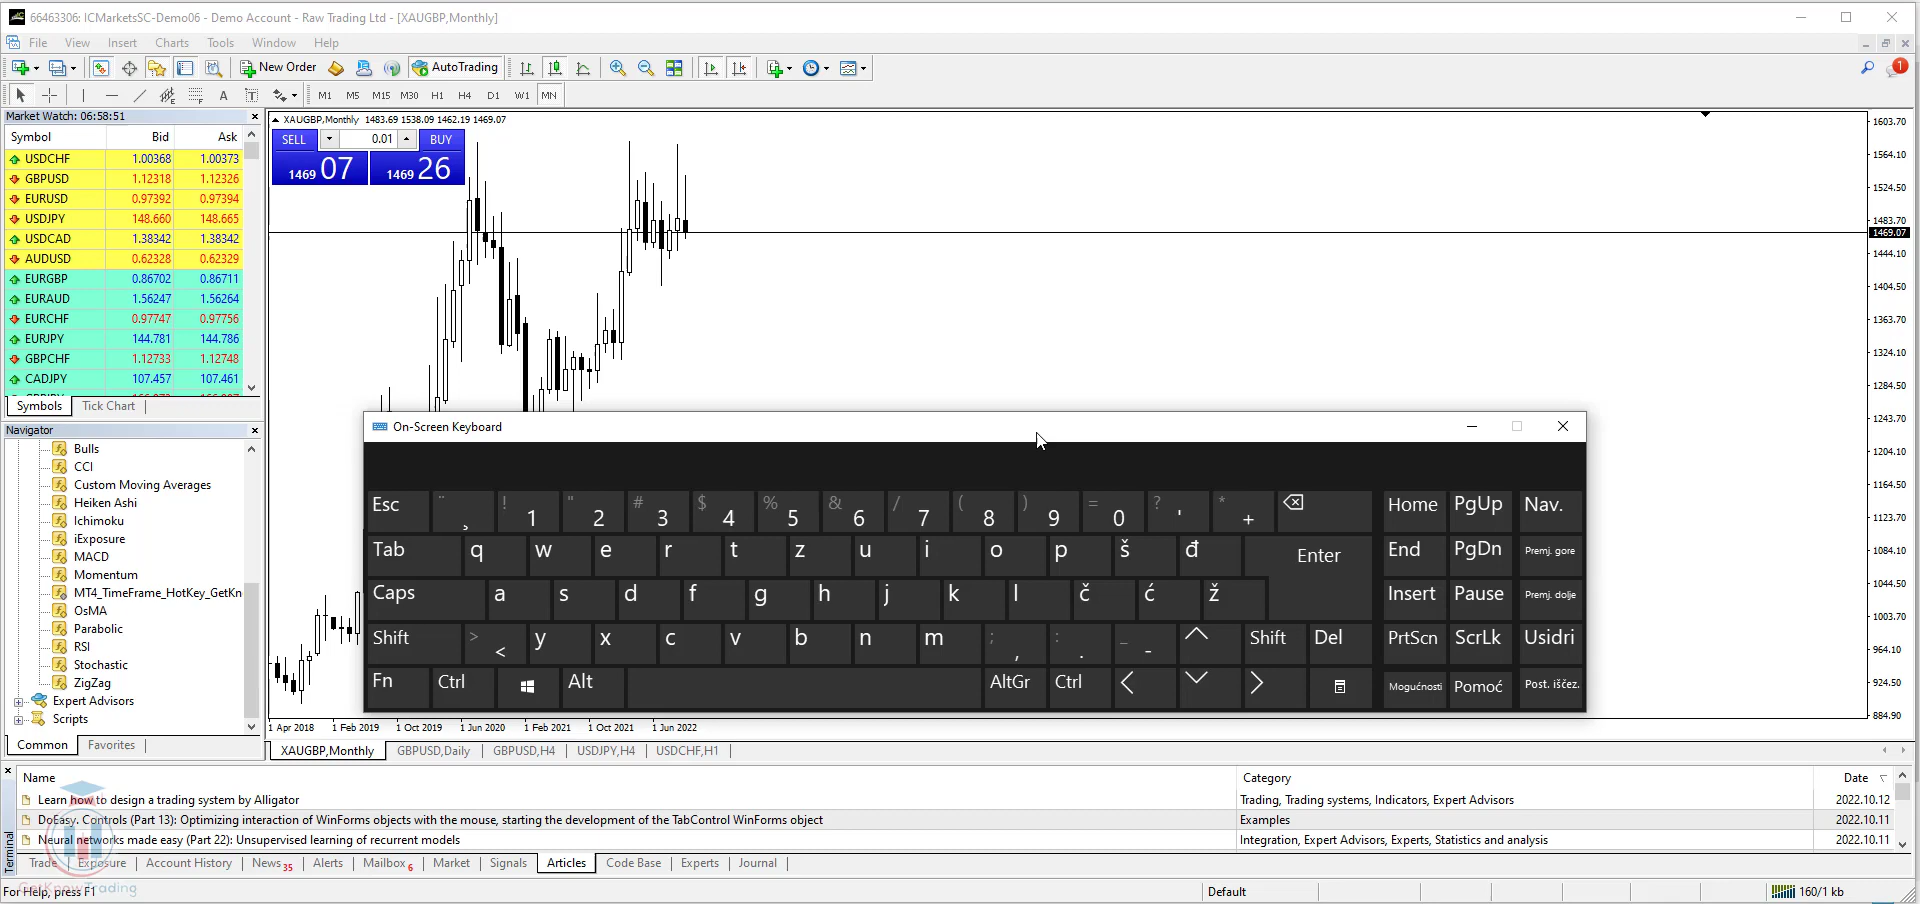 66463306: ICMarketsSC-Demo06 - Demo Account - Raw Trading Ltd - [XAUGBP,Monthly]
File View Insert Charts Tools Window Help
New Order AutoTrading 1
A T M1 M5 M15 M30 H1 H4 D1 W1 MN
Market Watch: 06:58:51
Symbol Bid Ask
USDCHF 1.00368 1.00373
GBPUSD 1.12318 1.12326
EURUSD 0.97392 0.97394
USDJPY 148.660 148.665
USDCAD 1.38342 1.38342
AUDUSD 0.62328 0.62329
EURGBP 0.86702 0.86711
EURAUD 1.56247 1.56264
EURCHF 0.97747 0.97756
EURJPY 144.781 144.786
GBPCHF 1.12733 1.12748
CADJPY 107.457 107.461
Symbols Tick Chart
Navigator
Bulls
CCI
Custom Moving Averages
Heiken Ashi
Ichimoku
iExposure
MACD
Momentum
MT4_TimeFrame_HotKey_GetKn
OsMA
Parabolic
RSI
Stochastic
ZigZag
Expert Advisors
Scripts
Common Favorites
XAUGBP,Monthly 1483.69 1538.09 1462.19 1469.07
SELL 0.01 BUY
1469 07 1469 26
1603.70
1564.10
1524.50
1483.70
1469.07
1444.10
1404.50
1363.70
1324.10
1284.50
1243.70
1204.10
1164.50
1123.70
1084.10
1044.50
1003.70
964.10
924.50
884.90
On-Screen Keyboard
Esc ¨ ¸ ! 1 " 2 # 3 $ 4 % 5 & 6 / 7 ( 8 ) 9 = 0 ? ' * + Home PgUp Nav.
Tab q w e r t z u i o p š đ Enter End PgDn Premj. gore
Caps a s d f g h j k l č ć ž Insert Pause Premj. dolje
Shift > < y x c v b n m ; , : . _ - Shift Del PrtScn ScrLk Usidri
Fn Ctrl Alt AltGr Ctrl Mogućnosti Pomoć Post. iščez.
1 Apr 2018 1 Feb 2019 1 Oct 2019 1 Jun 2020 1 Feb 2021 1 Oct 2021 1 Jun 2022
XAUGBP,Monthly GBPUSD,Daily GBPUSD,H4 USDJPY,H4 USDCHF,H1
Name Category Date
Learn how to design a trading system by Alligator Trading, Trading systems, Indicators, Expert Advisors 2022.10.12
DoEasy. Controls (Part 13): Optimizing interaction of WinForms objects with the mouse, starting the development of the TabControl WinForms object Examples 2022.10.11
Neural networks made easy (Part 22): Unsupervised learning of recurrent models Integration, Expert Advisors, Experts, Statistics and analysis 2022.10.11
Terminal
Trade Exposure Account History News 35 Alerts Mailbox 6 Market Signals Articles Code Base Experts Journal
GetKnowTrading
For Help, press F1 Default 160/1 kb